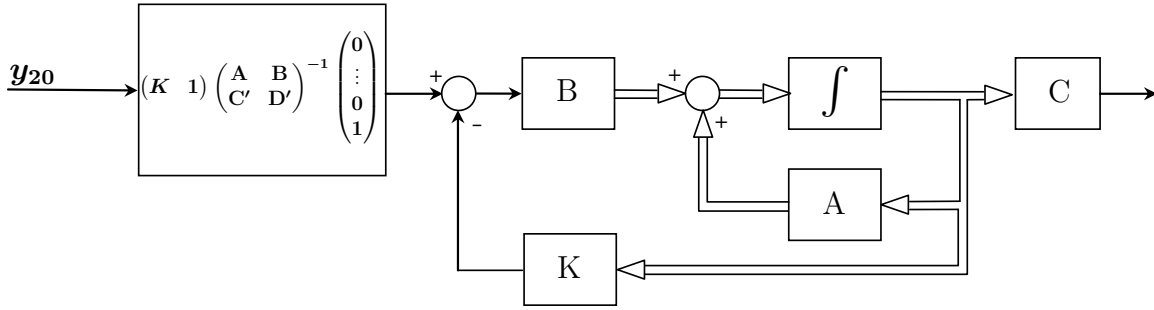 y₂₀
(K 1) (A B; C′ D′)⁻¹ (0 ⋮ 0 1)
+
-
B
+
+
∫
C
A
K